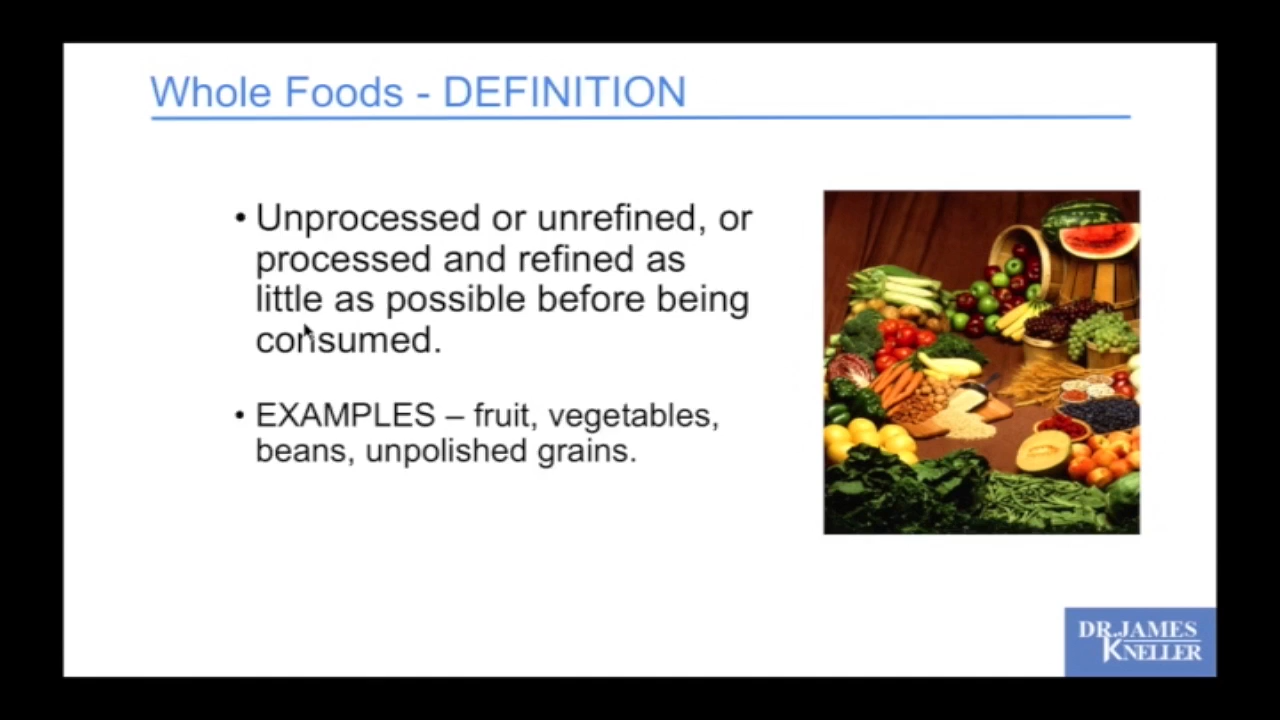 Whole Foods - DEFINITION
• Unprocessed or unrefined, or
processed and refined as
little as possible before being
consumed.
• EXAMPLES – fruit, vegetables,
beans, unpolished grains.
DR.JAMES
KNELLER